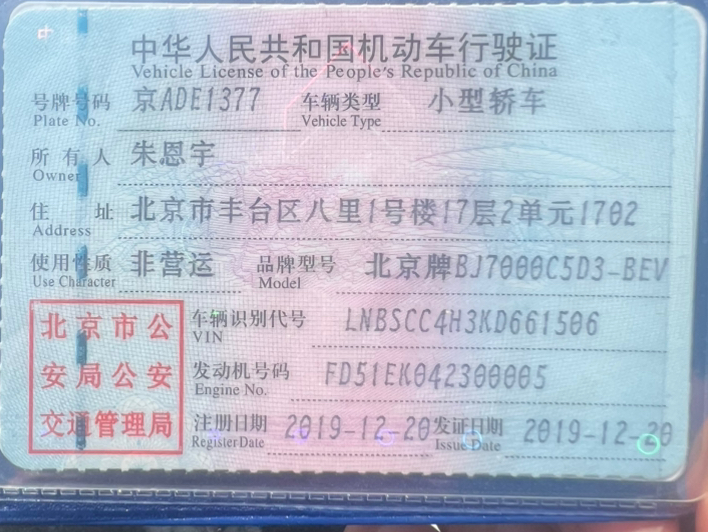 中华人民共和国机动车行驶证
Vehicle License of the People's Republic of China
号牌号码 京ADE1377 车辆类型 小型轿车
Plate No. Vehicle Type
所有人 朱恩宇
Owner
住址 北京市丰台区八里1号楼17层2单元1702
Address
使用性质 非营运 品牌型号 北京牌BJ7000C5D3-BEV
Use Character Model
北京市公
安局公安
交通管理局
车辆识别代号 LNBSCC4H3KD661506
VIN
发动机号码 FD51EK042300005
Engine No.
注册日期 2019-12-20 发证日期 2019-12-20
Register Date Issue Date